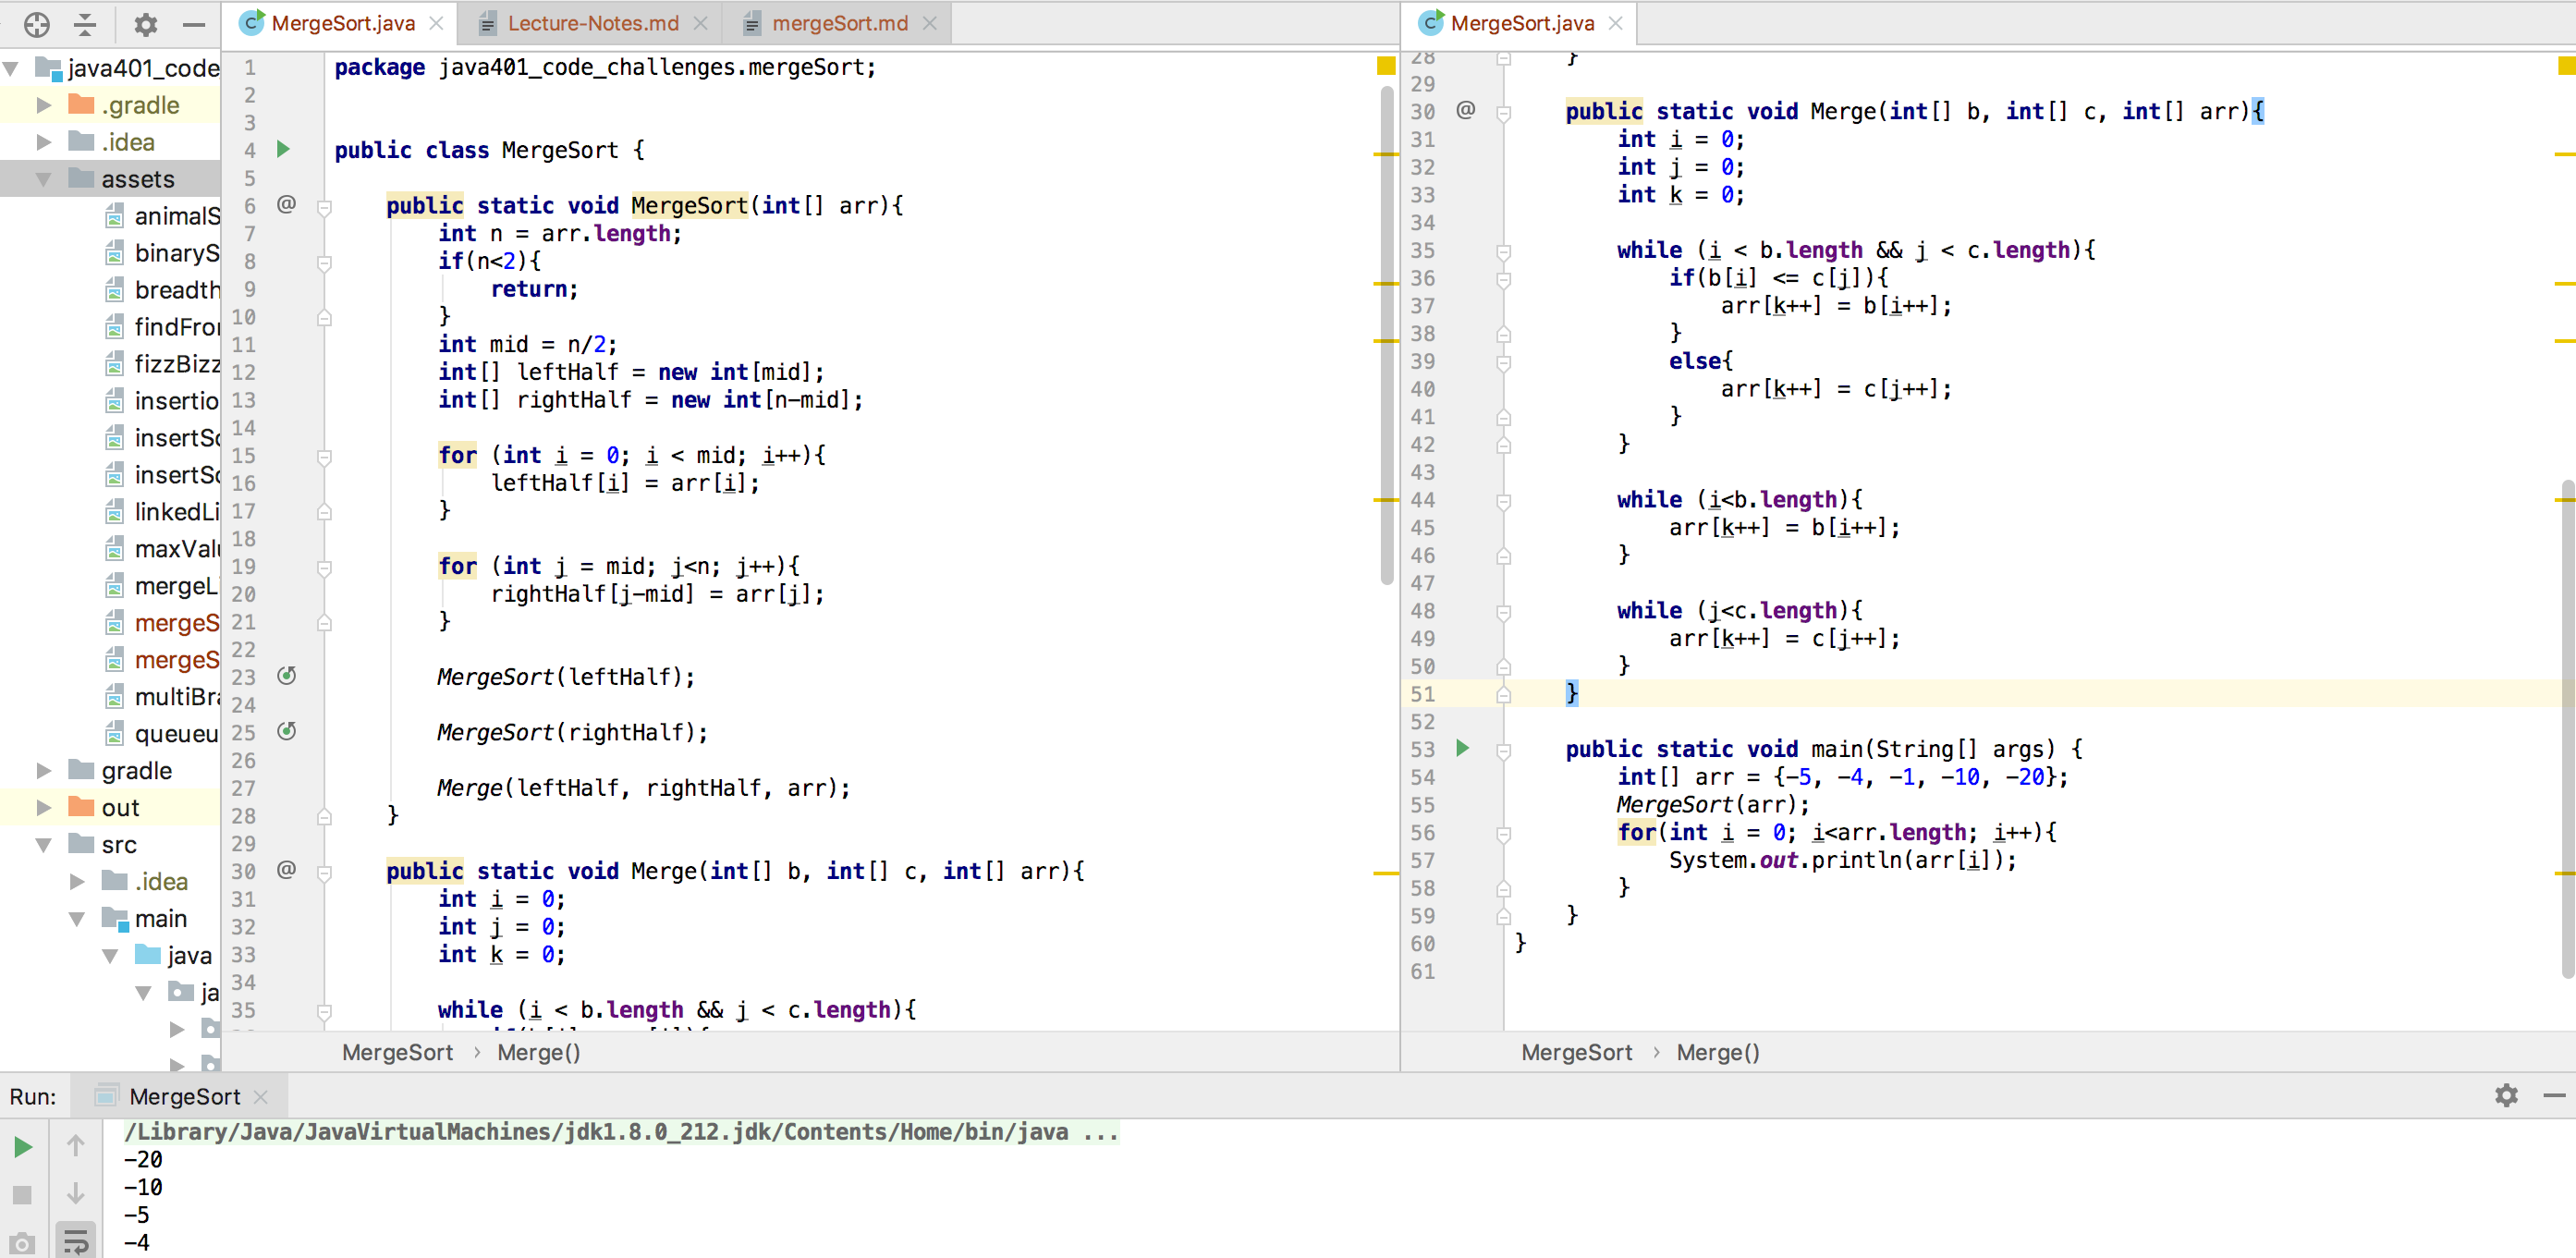 MergeSort.java
Lecture-Notes.md
mergeSort.md
MergeSort.java
java401_code
.gradle
.idea
assets
animalS
binaryS
breadth
findFro
fizzBizz
insertio
insertSo
insertSo
linkedLi
maxValu
mergeL
mergeS
mergeS
multiBra
queueu
gradle
out
src
.idea
main
java
ja
1 package java401_code_challenges.mergeSort;
2
3
4 public class MergeSort {
5
6 @ public static void MergeSort(int[] arr){
7 int n = arr.length;
8 if(n<2){
9 return;
10 }
11 int mid = n/2;
12 int[] leftHalf = new int[mid];
13 int[] rightHalf = new int[n-mid];
14
15 for (int i = 0; i < mid; i++){
16 leftHalf[i] = arr[i];
17 }
18
19 for (int j = mid; j<n; j++){
20 rightHalf[j-mid] = arr[j];
21 }
22
23 MergeSort(leftHalf);
24
25 MergeSort(rightHalf);
26
27 Merge(leftHalf, rightHalf, arr);
28 }
29
30 @ public static void Merge(int[] b, int[] c, int[] arr){
31 int i = 0;
32 int j = 0;
33 int k = 0;
34
35 while (i < b.length && j < c.length){
MergeSort › Merge()
28 }
29
30 @ public static void Merge(int[] b, int[] c, int[] arr){
31 int i = 0;
32 int j = 0;
33 int k = 0;
34
35 while (i < b.length && j < c.length){
36 if(b[i] <= c[j]){
37 arr[k++] = b[i++];
38 }
39 else{
40 arr[k++] = c[j++];
41 }
42 }
43
44 while (i<b.length){
45 arr[k++] = b[i++];
46 }
47
48 while (j<c.length){
49 arr[k++] = c[j++];
50 }
51 }
52
53 public static void main(String[] args) {
54 int[] arr = {-5, -4, -1, -10, -20};
55 MergeSort(arr);
56 for(int i = 0; i<arr.length; i++){
57 System.out.println(arr[i]);
58 }
59 }
60 }
61
MergeSort › Merge()
Run: MergeSort
/Library/Java/JavaVirtualMachines/jdk1.8.0_212.jdk/Contents/Home/bin/java ...
-20
-10
-5
-4